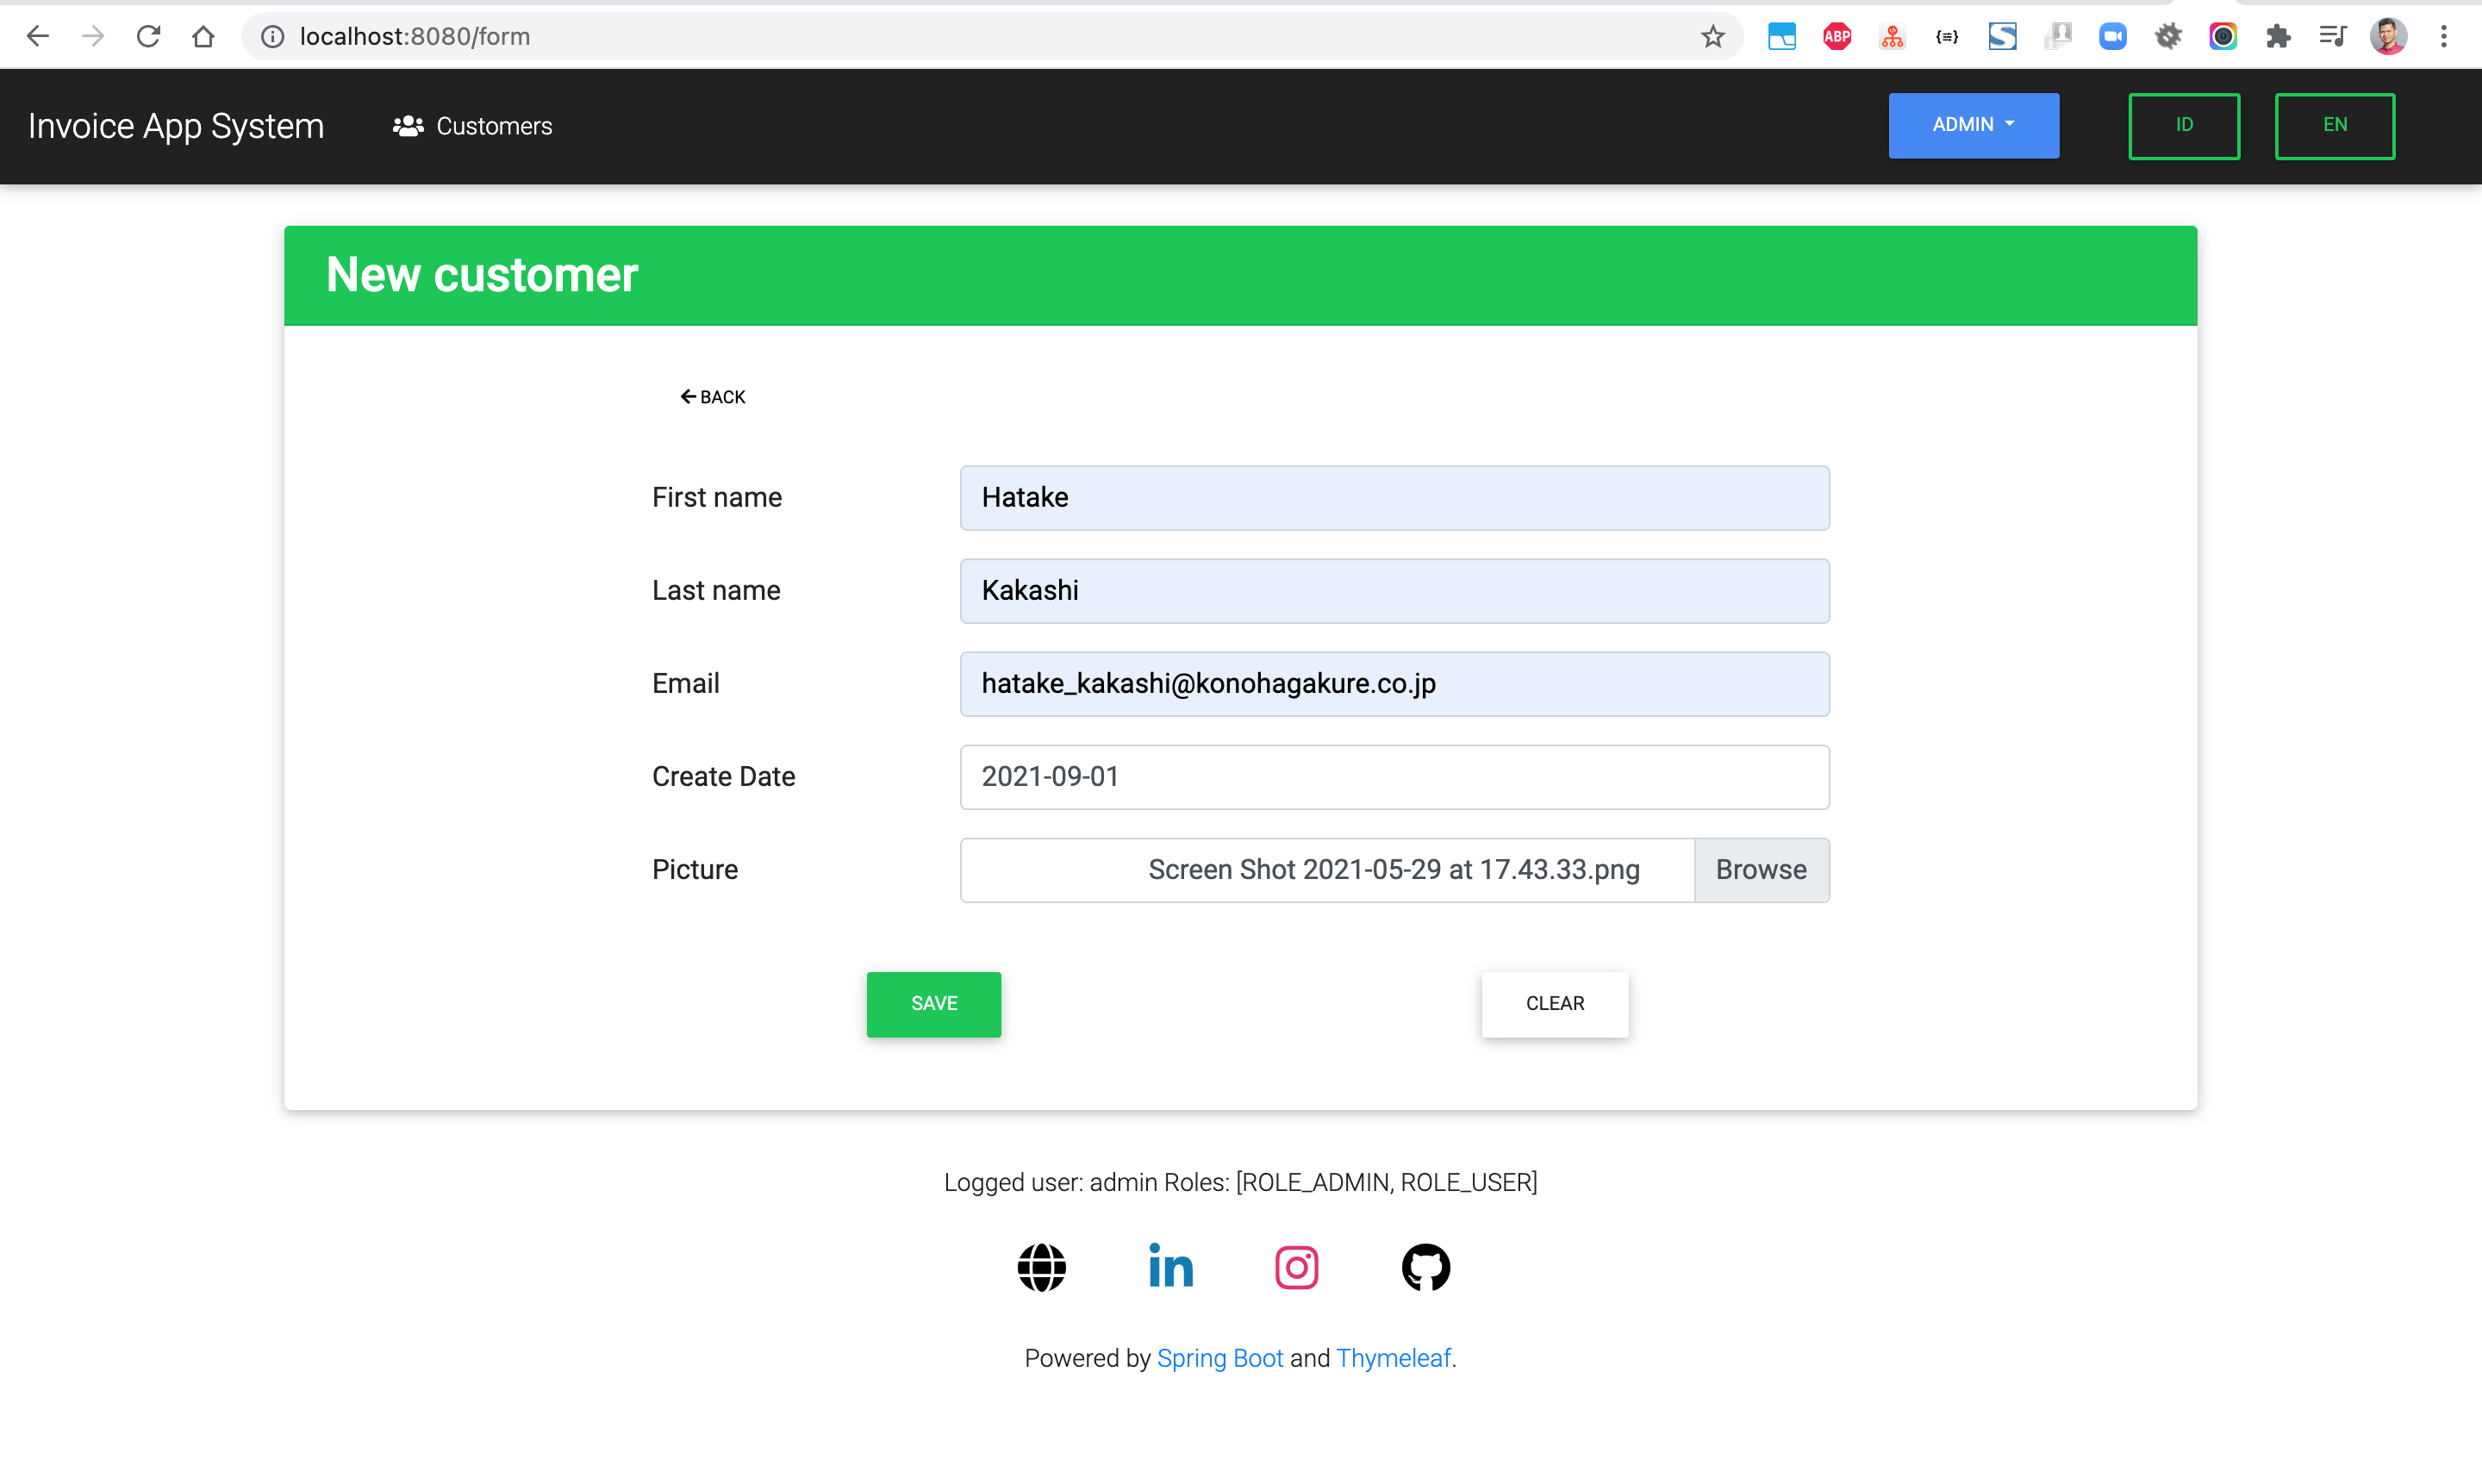 localhost:8080/form
ABP
Invoice App System
Customers
ADMIN
ID
EN
New customer
BACK
First name
Hatake
Last name
Kakashi
Email
hatake_kakashi@konohagakure.co.jp
Create Date
2021-09-01
Picture
Screen Shot 2021-05-29 at 17.43.33.png
Browse
SAVE
CLEAR
Logged user: admin Roles: [ROLE_ADMIN, ROLE_USER]
in
Powered by Spring Boot and Thymeleaf.